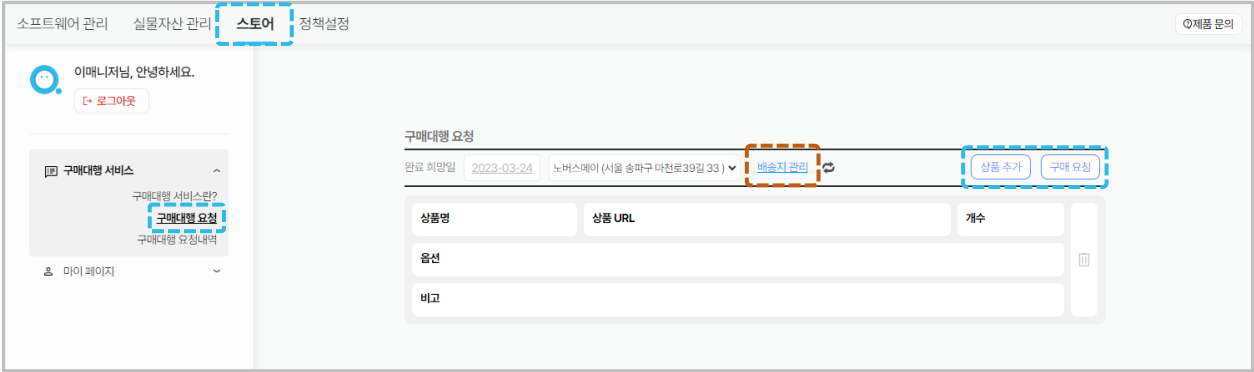 소프트웨어 관리 실물자산 관리 스토어 정책설정 제품 문의
이매니저님, 안녕하세요.
로그아웃
구매대행 서비스
구매대행 서비스란?
구매대행 요청
구매대행 요청내역
마이 페이지
구매대행 요청
완료 희망일 2023-03-24 노버스메이 (서울 송파구 마천로39길 33 ) 배송지 관리 상품 추가 구매 요청
상품명 상품 URL 개수
옵션
비고